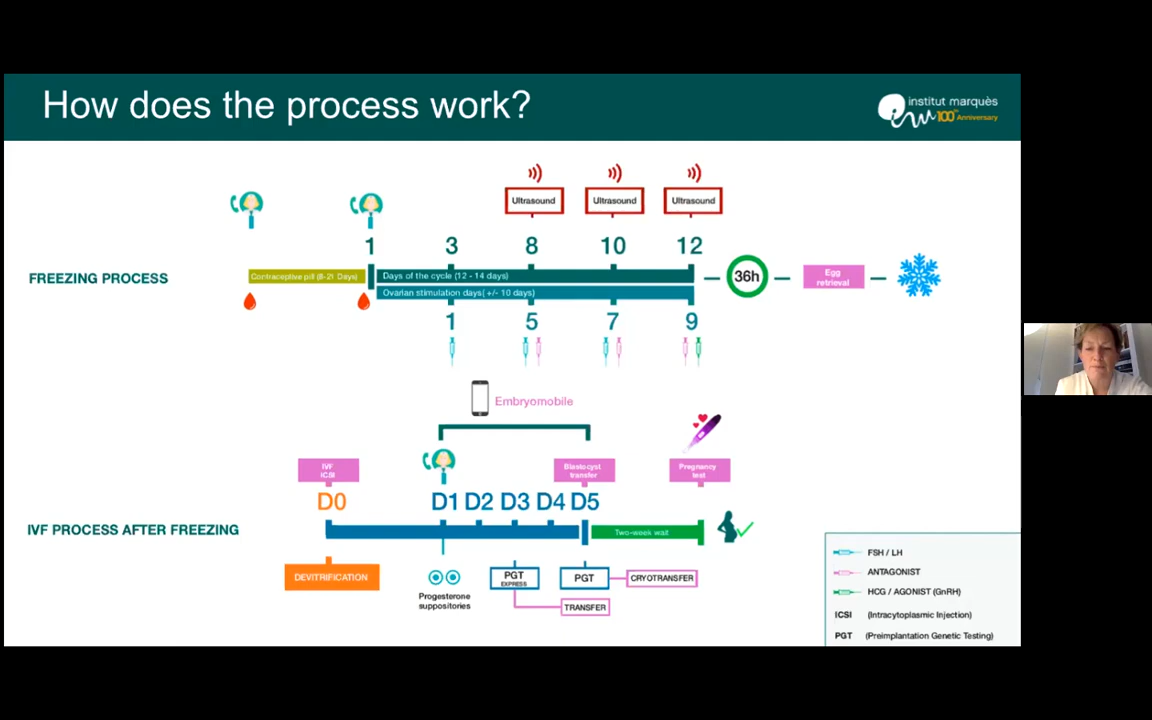 How does the process work?
institut marquès
100th Anniversary
Ultrasound Ultrasound Ultrasound
1 3 8 10 12
FREEZING PROCESS
Contraceptive pill (8-21 Days)
Days of the cycle (12 - 14 days)
36h
Egg
retrieval
Ovarian stimulation days( +/- 10 days)
1 5 7 9
Embryomobile
IVF
ICSI
Blastocyst
transfer
Pregnancy
test
D0 D1 D2 D3 D4 D5
IVF PROCESS AFTER FREEZING
Two-week wait
DEVITRIFICATION
Progesterone
suppositories
PGT
EXPRESS
PGT
CRYOTRANSFER
TRANSFER
FSH / LH
ANTAGONIST
HCG / AGONIST (GnRH)
ICSI (Intracytoplasmic Injection)
PGT (Preimplantation Genetic Testing)